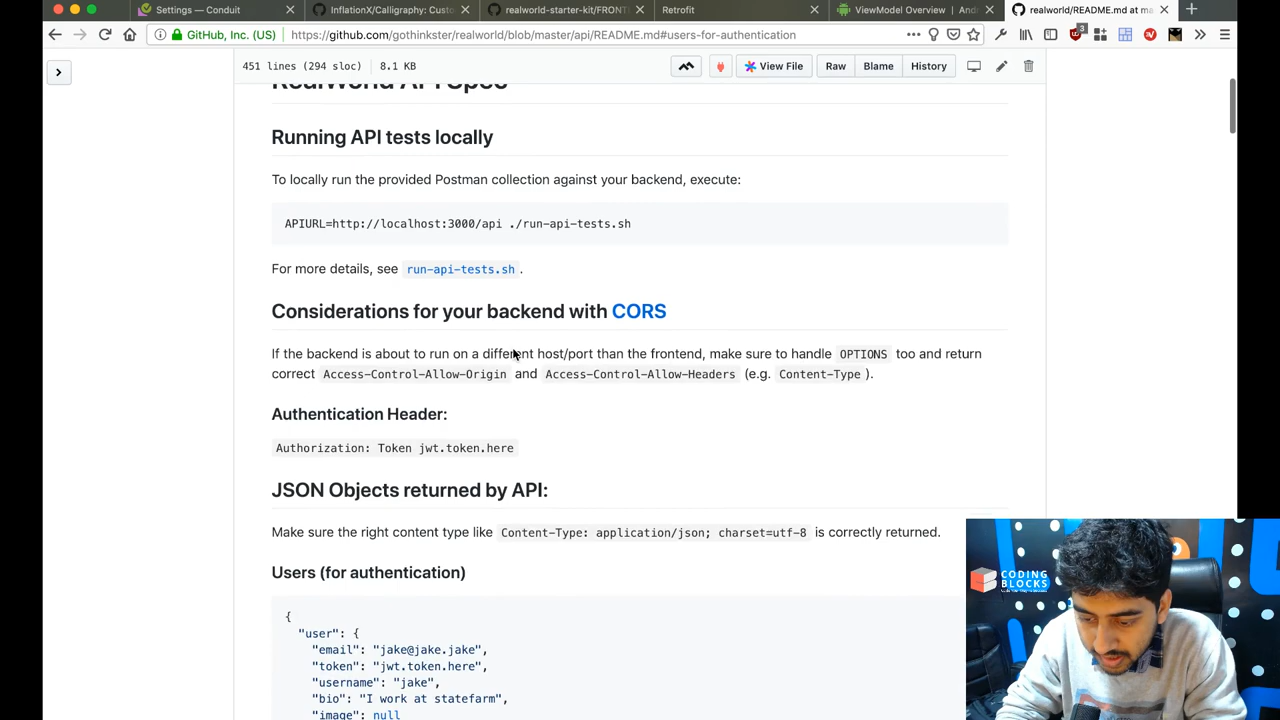 Settings — Conduit
InflationX/Calligraphy: Custo
realworld-starter-kit/FRONT
Retrofit
ViewModel Overview | And
realworld/README.md at ma
GitHub, Inc. (US)
https://github.com/gothinkster/realworld/blob/master/api/README.md#users-for-authentication
3
451 lines (294 sloc) 8.1 KB
View File
Raw
Blame
History
RealWorld API Spec
Running API tests locally
To locally run the provided Postman collection against your backend, execute:
APIURL=http://localhost:3000/api ./run-api-tests.sh
For more details, see run-api-tests.sh .
Considerations for your backend with CORS
If the backend is about to run on a different host/port than the frontend, make sure to handle OPTIONS too and return
correct Access-Control-Allow-Origin and Access-Control-Allow-Headers (e.g. Content-Type ).
Authentication Header:
Authorization: Token jwt.token.here
JSON Objects returned by API:
Make sure the right content type like Content-Type: application/json; charset=utf-8 is correctly returned.
Users (for authentication)
{
"user": {
"email": "jake@jake.jake",
"token": "jwt.token.here",
"username": "jake",
"bio": "I work at statefarm",
"image": null
CODING
BLOCKS